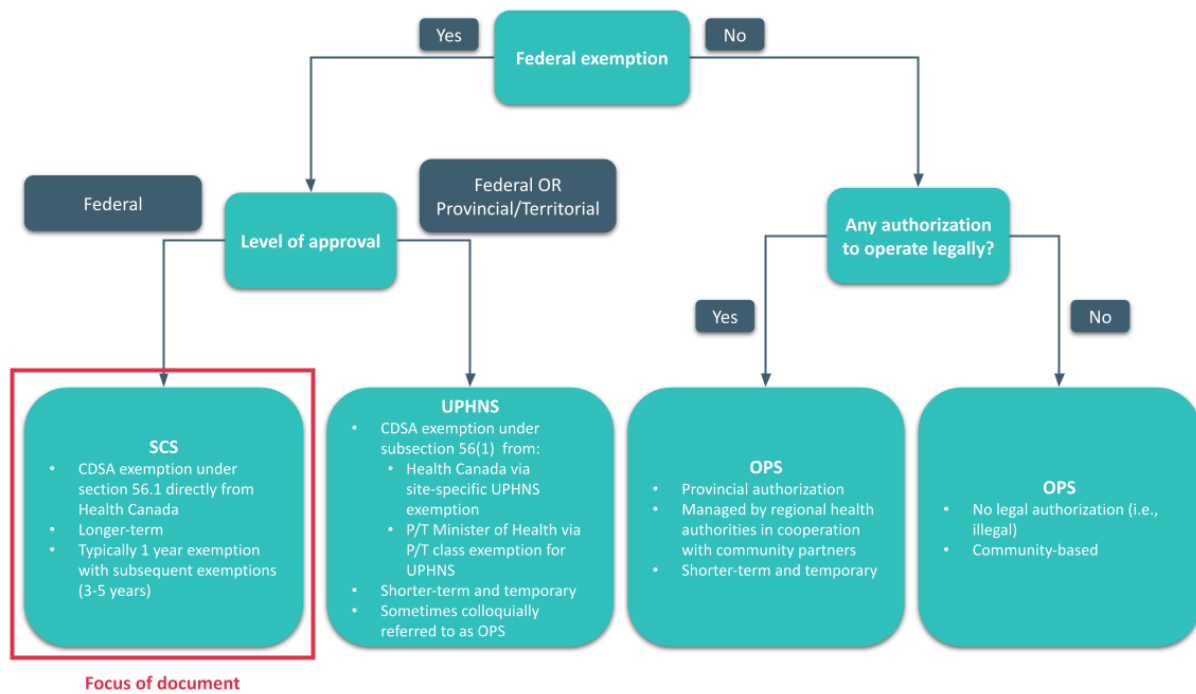 Yes
Federal exemption
No
Federal
Federal OR
Provincial/Territorial
Level of approval
Any authorization
to operate legally?
Yes
No
SCS
• CDSA exemption under
section 56.1 directly from
Health Canada
• Longer-term
• Typically 1 year exemption
with subsequent exemptions
(3-5 years)
UPHNS
• CDSA exemption under
subsection 56(1) from:
• Health Canada via
site-specific UPHNS
exemption
• P/T Minister of Health via
P/T class exemption for
UPHNS
• Shorter-term and temporary
• Sometimes colloquially
referred to as OPS
OPS
• Provincial authorization
• Managed by regional health
authorities in cooperation
with community partners
• Shorter-term and temporary
OPS
• No legal authorization (i.e.,
illegal)
• Community-based
Focus of document